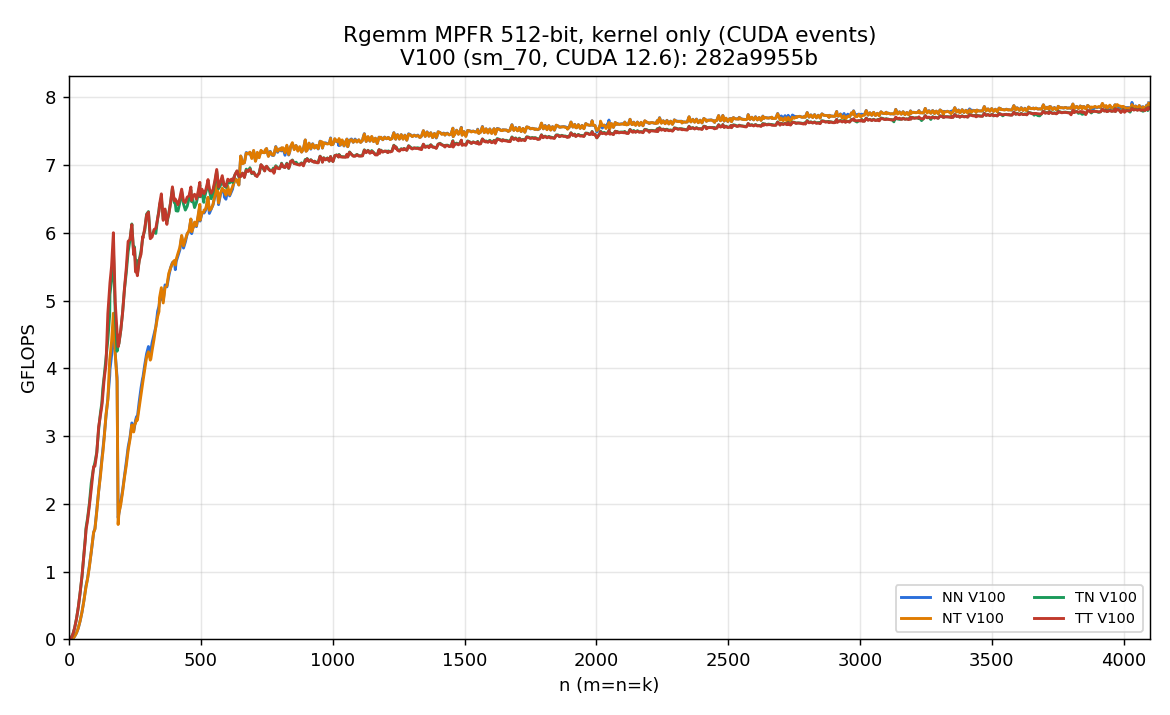 Rgemm MPFR 512-bit, kernel only (CUDA events)
V100 (sm_70, CUDA 12.6): 282a9955b
8
7
6
5
4
3
2
1
0
GFLOPS
0 500 1000 1500 2000 2500 3000 3500 4000
n (m=n=k)
NN V100 TN V100
NT V100 TT V100